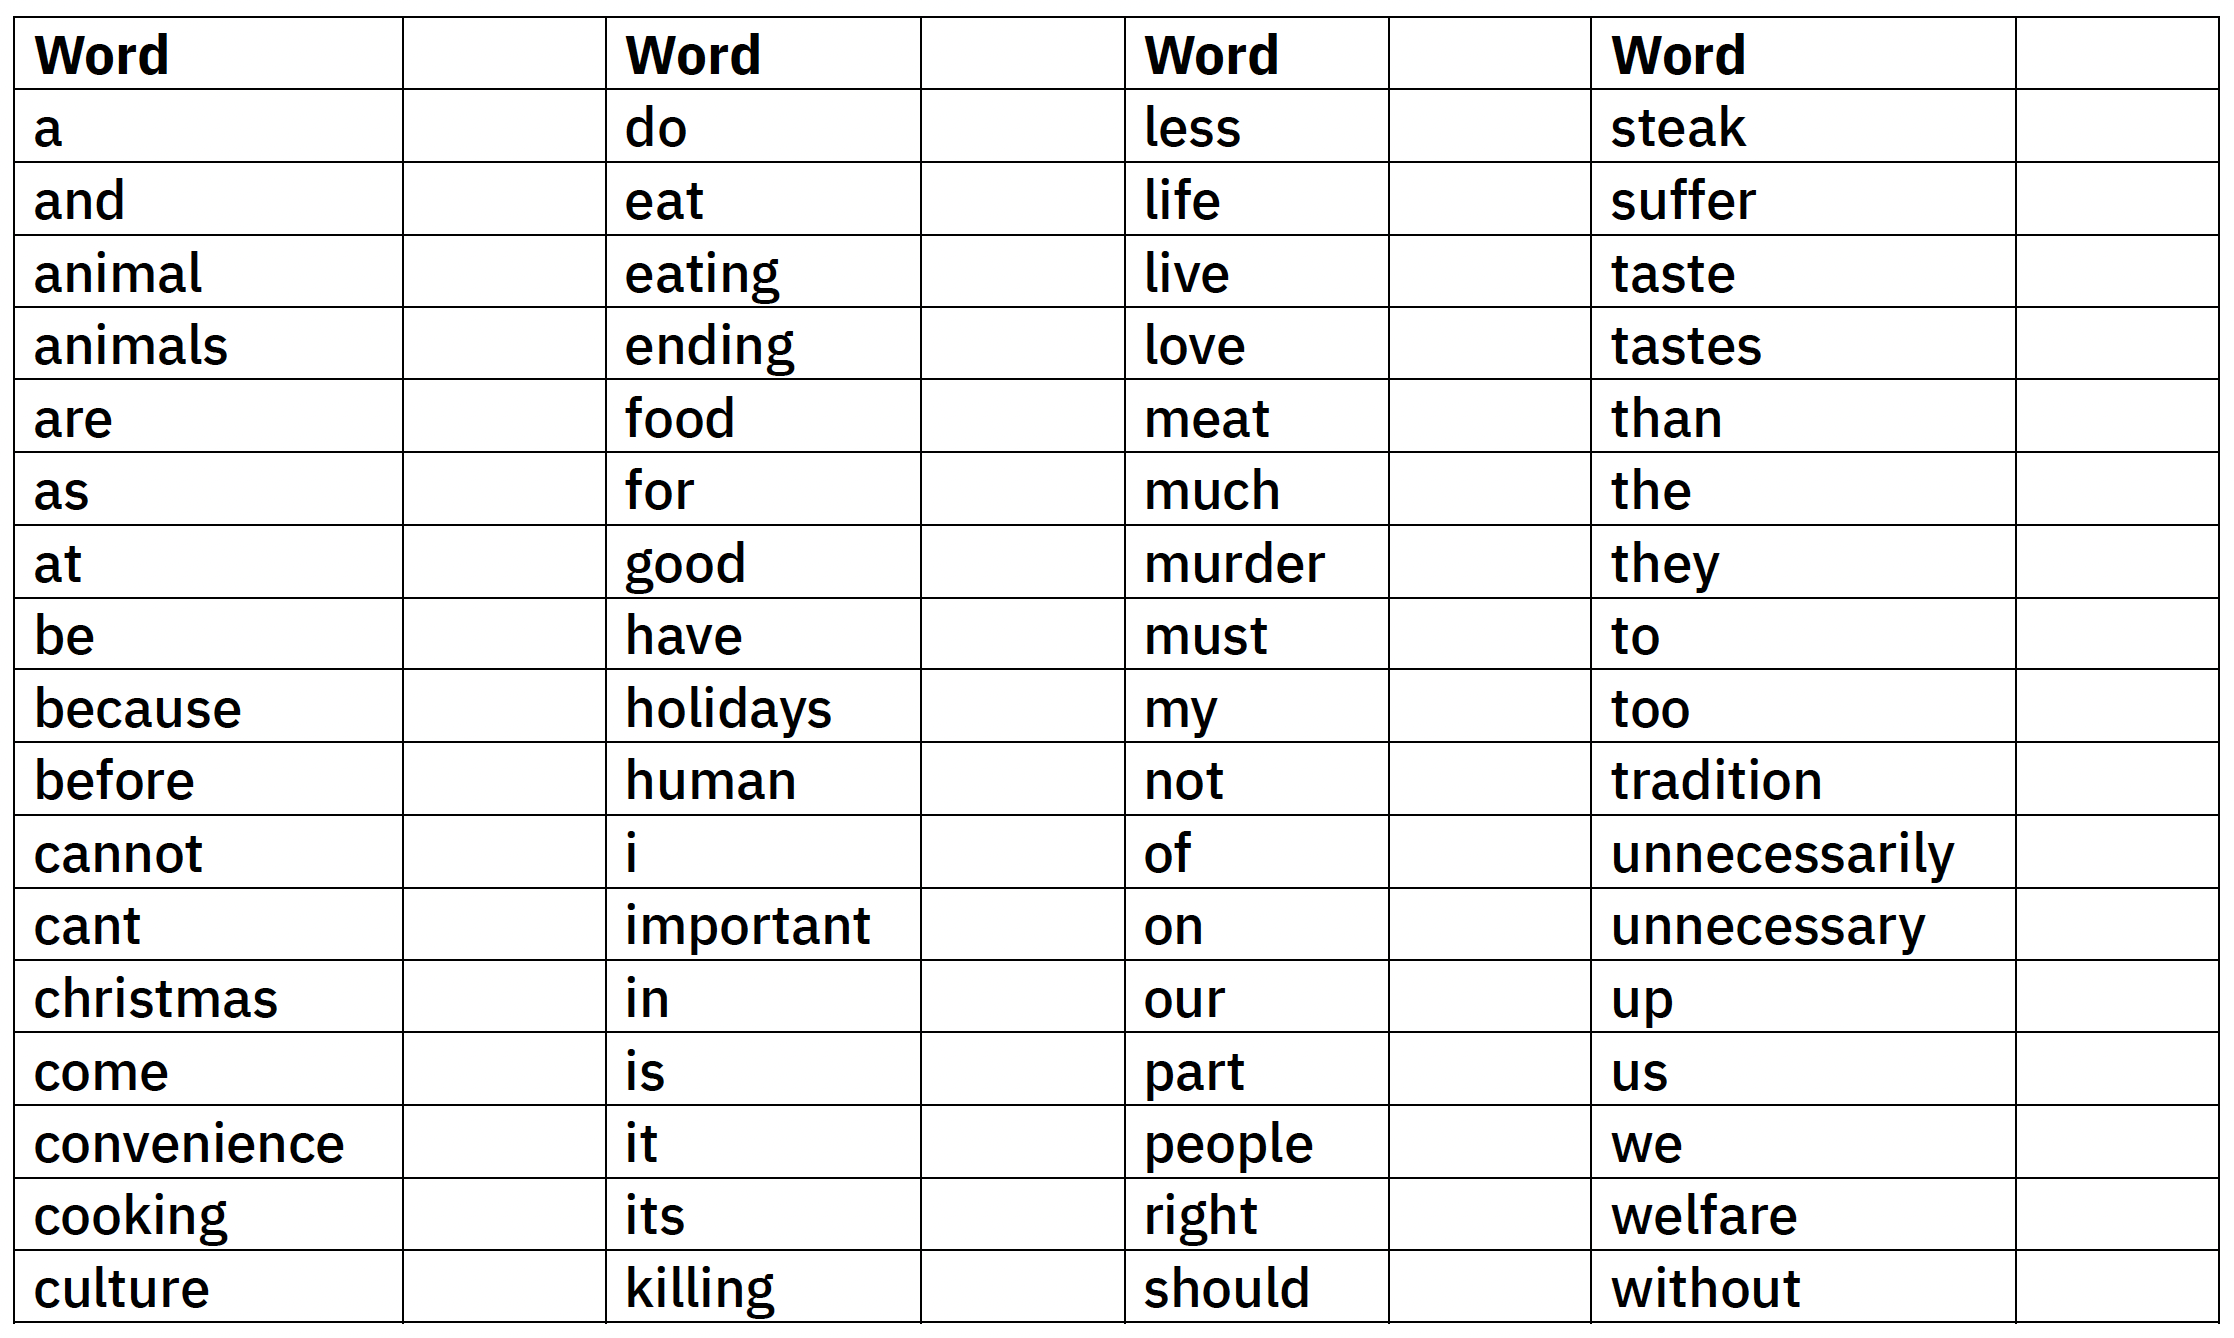 Word Word Word Word
a do less steak
and eat life suffer
animal eating live taste
animals ending love tastes
are food meat than
as for much the
at good murder they
be have must to
because holidays my too
before human not tradition
cannot i of unnecessarily
cant important on unnecessary
christmas in our up
come is part us
convenience it people we
cooking its right welfare
culture killing should without